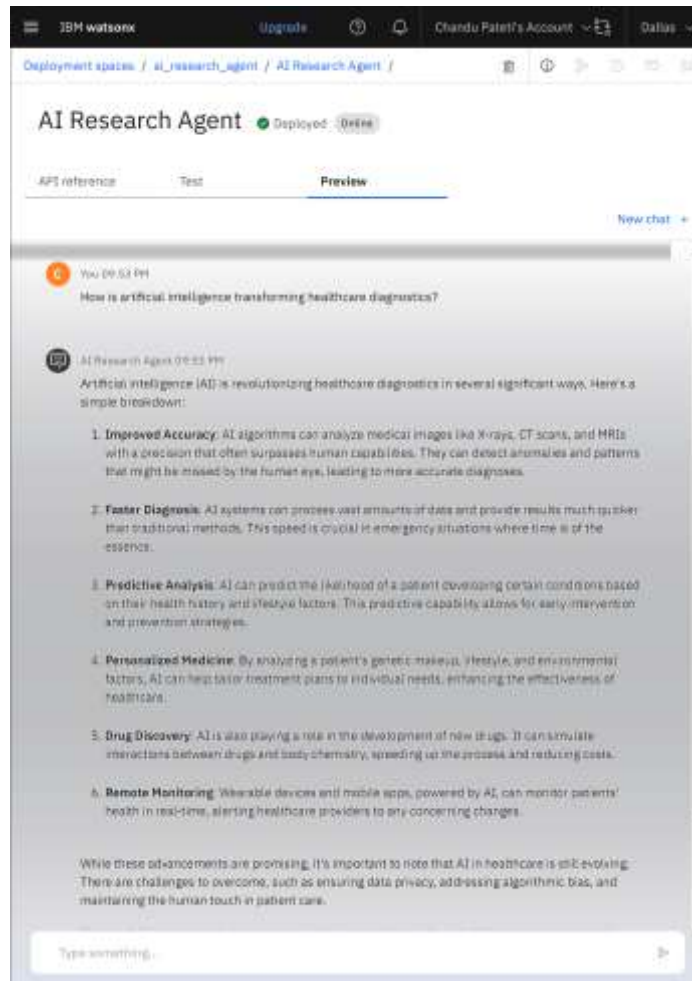 IBM watsonx
Upgrade
Chandu Pateti's Account
Dallas
Deployment spaces / ai_research_agent / AI Research Agent /
AI Research Agent
Deployed
Online
API reference
Test
Preview
New chat +
C
You 09:53 PM
How is artificial intelligence transforming healthcare diagnostics?
AI Research Agent 09:53 PM
Artificial intelligence (AI) is revolutionizing healthcare diagnostics in several significant ways. Here's a
simple breakdown:
1. Improved Accuracy: AI algorithms can analyze medical images like X-rays, CT scans, and MRIs
with a precision that often surpasses human capabilities. They can detect anomalies and patterns
that might be missed by the human eye, leading to more accurate diagnoses.
2. Faster Diagnosis: AI systems can process vast amounts of data and provide results much quicker
than traditional methods. This speed is crucial in emergency situations where time is of the
essence.
3. Predictive Analysis: AI can predict the likelihood of a patient developing certain conditions based
on their health history and lifestyle factors. This predictive capability allows for early intervention
and prevention strategies.
4. Personalized Medicine: By analyzing a patient's genetic makeup, lifestyle, and environmental
factors, AI can help tailor treatment plans to individual needs, enhancing the effectiveness of
healthcare.
5. Drug Discovery: AI is also playing a role in the development of new drugs. It can simulate
interactions between drugs and body chemistry, speeding up the process and reducing costs.
6. Remote Monitoring: Wearable devices and mobile apps, powered by AI, can monitor patients'
health in real-time, alerting healthcare providers to any concerning changes.
While these advancements are promising, it's important to note that AI in healthcare is still evolving.
There are challenges to overcome, such as ensuring data privacy, addressing algorithmic bias, and
maintaining the human touch in patient care.
Type something...